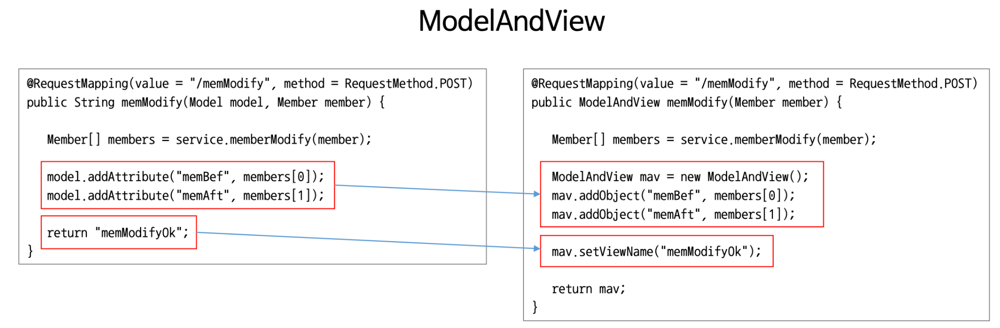 ModelAndView
@RequestMapping(value = "/memModify", method = RequestMethod.POST)
public String memModify(Model model, Member member) {
Member[] members = service.memberModify(member);
model.addAttribute("memBef", members[0]);
model.addAttribute("memAft", members[1]);
return "memModifyOk";
}
@RequestMapping(value = "/memModify", method = RequestMethod.POST)
public ModelAndView memModify(Member member) {
Member[] members = service.memberModify(member);
ModelAndView mav = new ModelAndView();
mav.addObject("memBef", members[0]);
mav.addObject("memAft", members[1]);
mav.setViewName("memModifyOk");
return mav;
}